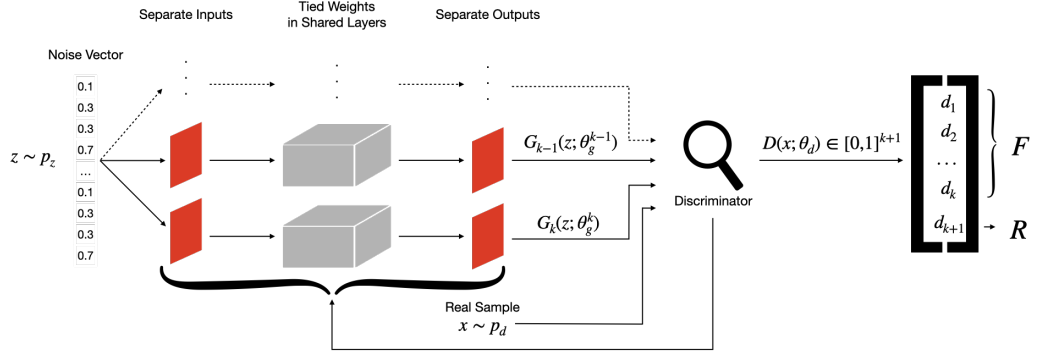 Separate Inputs
Tied Weights
in Shared Layers
Separate Outputs
Noise Vector
0.1
0.3
0.3
0.7
...
0.1
0.3
0.3
0.7
z ∼ p_z
G_{k−1}(z; θ_g^{k−1})
G_k(z; θ_g^k)
Real Sample
x ∼ p_d
Discriminator
D(x; θ_d) ∈ [0,1]^{k+1}
d_1
d_2
...
d_k
d_{k+1}
F
R